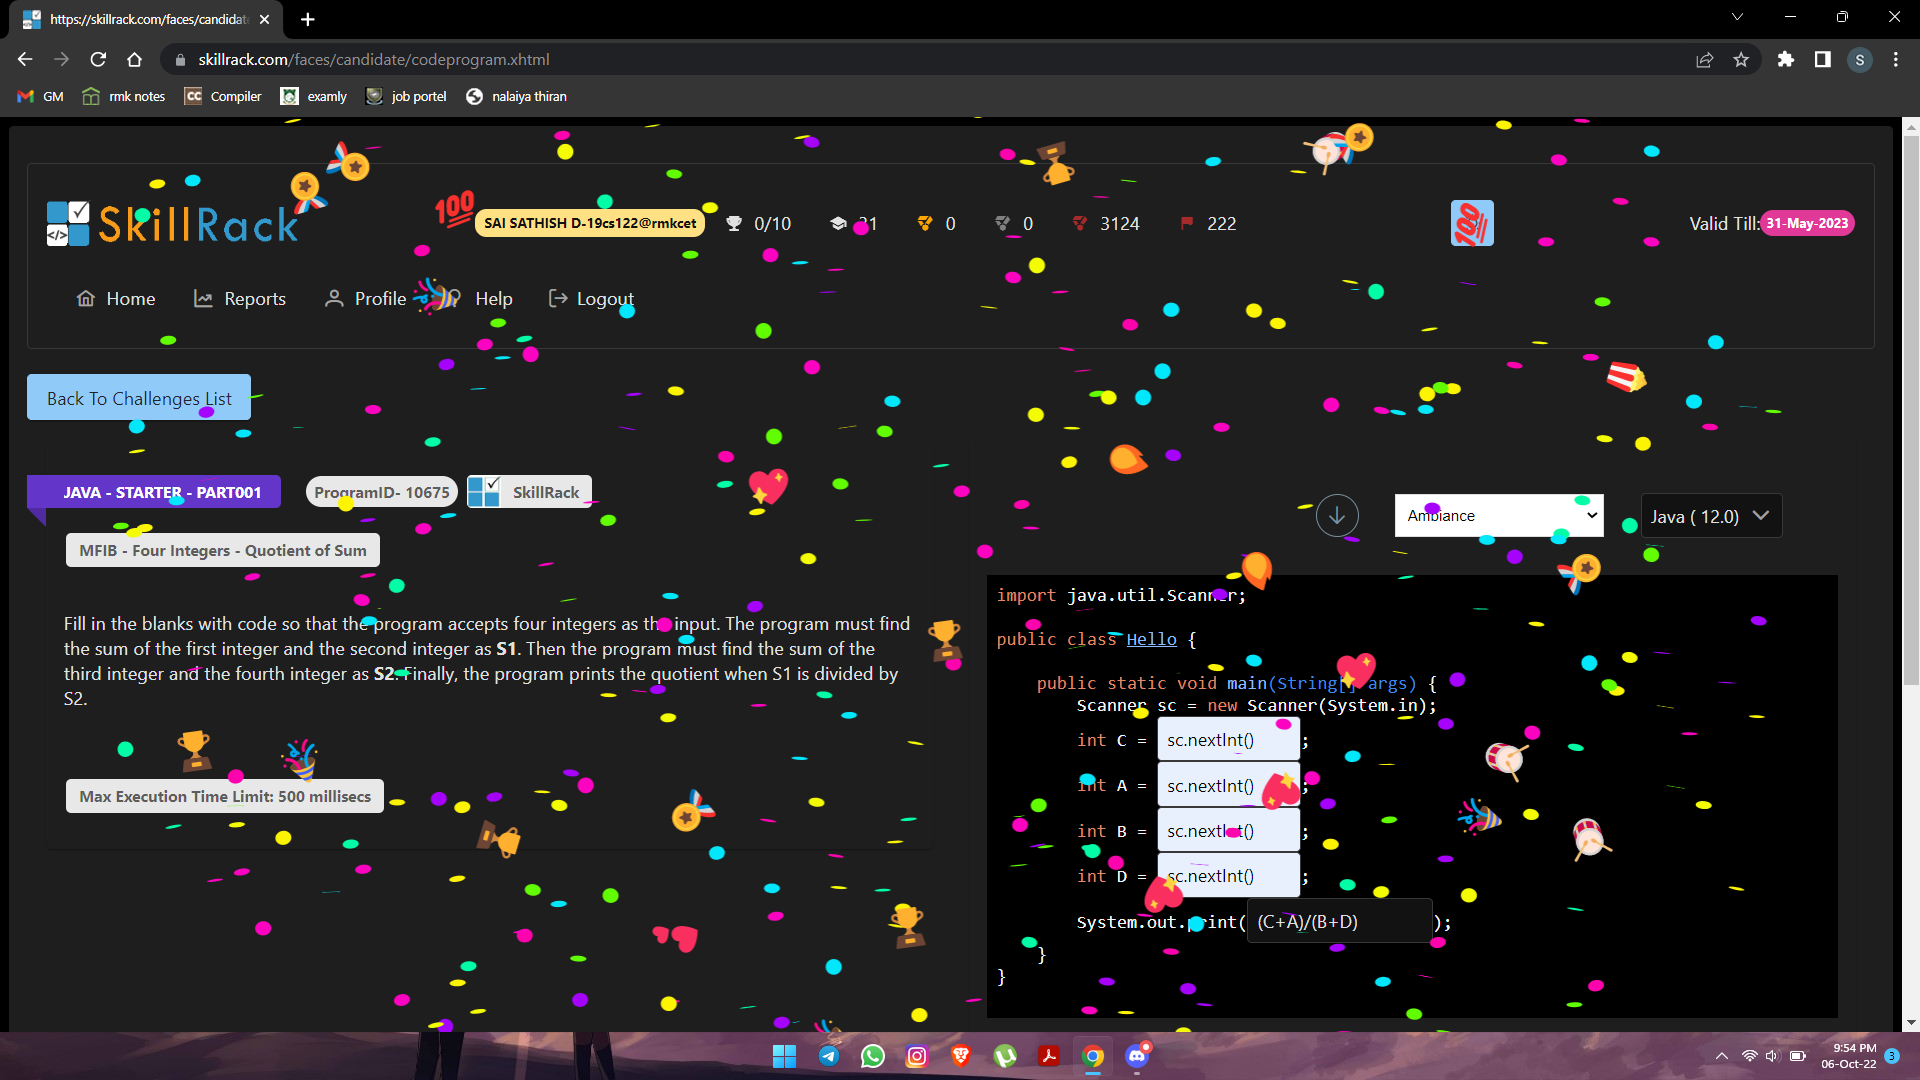 https://skillrack.com/faces/candidat
skillrack.com/faces/candidate/codeprogram.xhtml
GM
rmk notes
CC
Compiler
examly
job portel
nalaiya thiran
S
SkillRack
100
SAI SATHISH D-19cs122@rmkcet
0/10
0
0
3124
222
100
Valid Till:
31-May-2023
Home
Reports
Profile
Help
Logout
Back To Challenges List
JAVA - STARTER - PART001
ProgramID- 10675
SkillRack
Ambiance
Java ( 12.0)
MFIB - Four Integers - Quotient of Sum
Fill in the blanks with code so that the program accepts four integers as the input. The program must find
the sum of the first integer and the second integer as S1. Then the program must find the sum of the
third integer and the fourth integer as S2. Finally, the program prints the quotient when S1 is divided by
S2.
Max Execution Time Limit: 500 millisecs
import java.util.Scanner;
public class Hello {
public static void main(String[] args) {
Scanner sc = new Scanner(System.in);
int C = sc.nextInt() ;
int A = sc.nextInt() ;
int B = sc.nextInt() ;
int D = sc.nextInt() ;
System.out.print( (C+A)/(B+D) );
}
}
9:54 PM
06-Oct-22
3